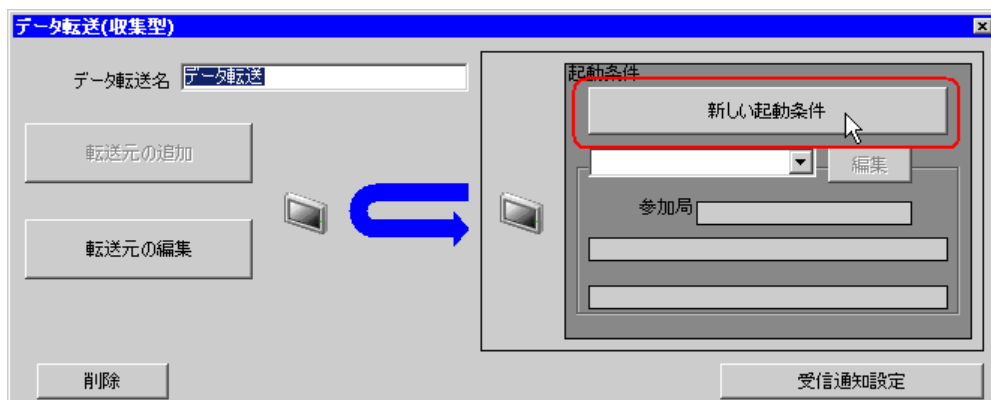 データ転送(収集型)
データ転送名 データ転送
起動条件
新しい起動条件
転送元の追加
編集
参加局
転送元の編集
削除
受信通知設定